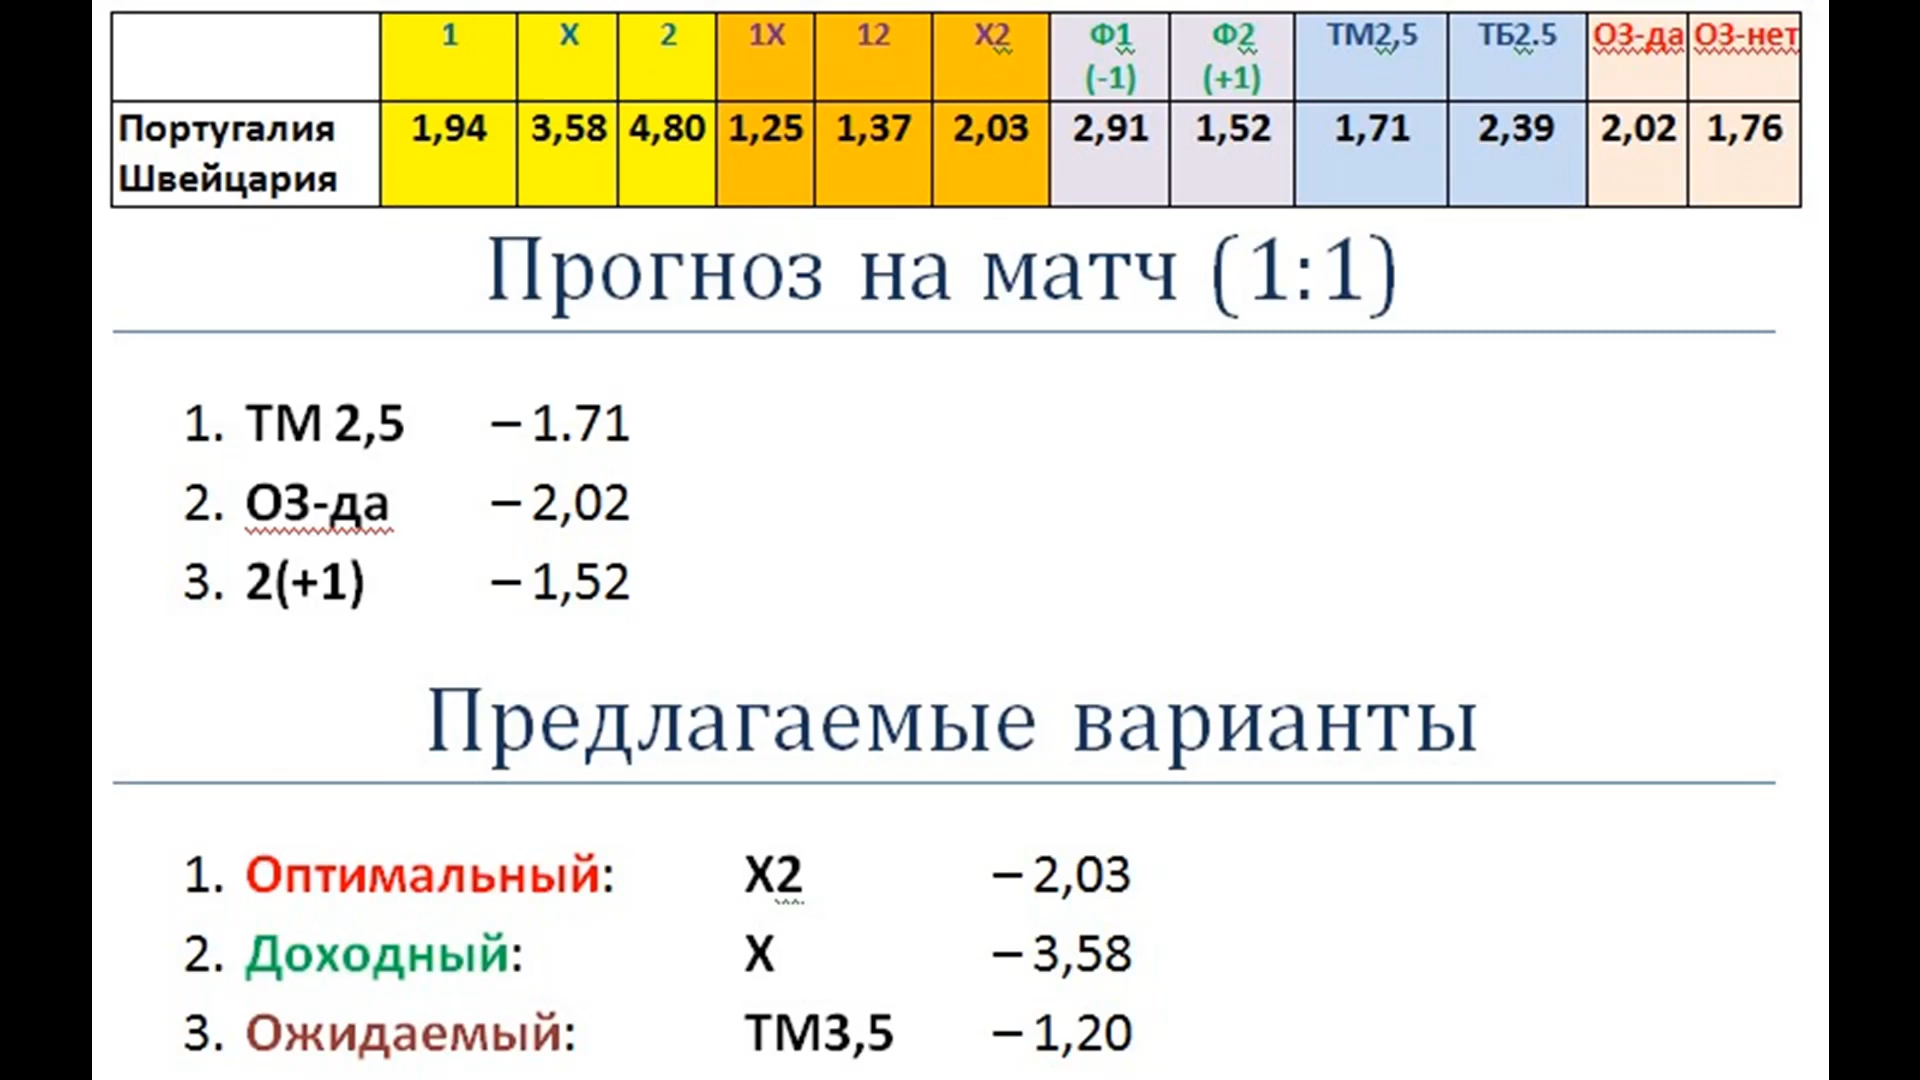 1 X 2 1X 12 X2 Ф1 (-1) Ф2 (+1) ТМ2,5 ТБ2.5 ОЗ-да ОЗ-нет
Португалия Швейцария 1,94 3,58 4,80 1,25 1,37 2,03 2,91 1,52 1,71 2,39 2,02 1,76
Прогноз на матч (1:1)
1. ТМ 2,5 – 1.71
2. ОЗ-да – 2,02
3. 2(+1) – 1,52
Предлагаемые варианты
1. Оптимальный: X2 – 2,03
2. Доходный: X – 3,58
3. Ожидаемый: ТМ3,5 – 1,20